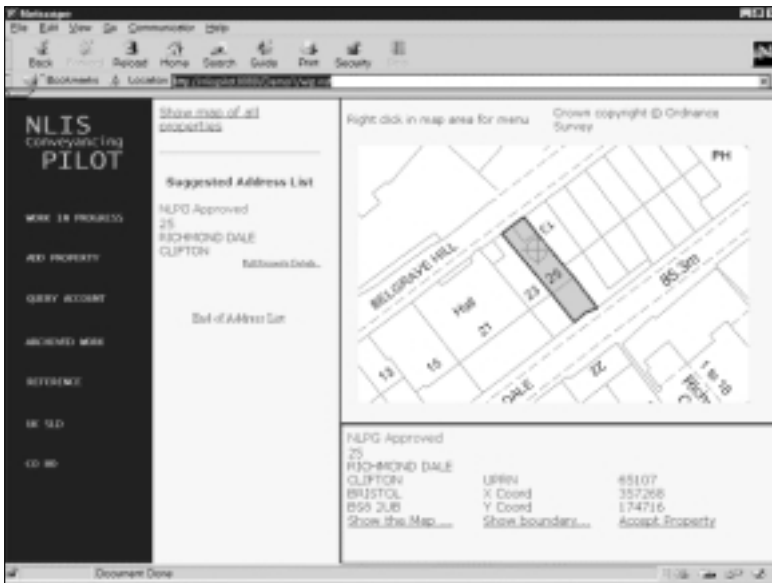 Netscape
File Edit View Go Communicator Help
Back Forward Reload Home Search Guide Print Security
Bookmarks Location
NLIS
Conveyancing
PILOT
WORK IN PROGRESS
ADD PROPERTY
QUERY ACCOUNT
ARCHIVED WORK
REFERENCE
Show map of all
properties
Suggested Address List
NLPG Approved
25
RICHMOND DALE
CLIFTON
End of Address List
Right click in map area for menu
Crown copyright © Ordnance
Survey
PH
BELGRAVE HILL
85.3m
Hall
13
15
21
23
25
13
22
DALE
NLPG Approved
25
RICHMOND DALE
CLIFTON UPRN 65107
BRISTOL X Coord 357268
BS8 2UB Y Coord 174716
Show the Map ... Show boundary... Accept Property
Document Done